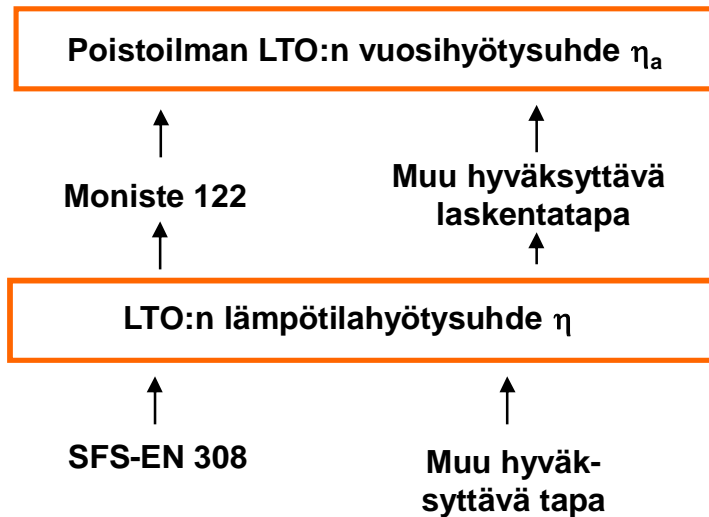 Poistoilman LTO:n vuosihyötysuhde ηa
Moniste 122
Muu hyväksyttävä
laskentatapa
LTO:n lämpötilahyötysuhde η
SFS-EN 308
Muu hyväk-
syttävä tapa